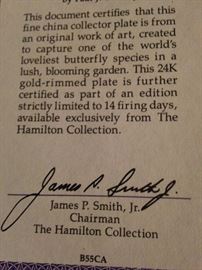 This document certifies that this
fine china collector plate is from
an original work of art, created
to capture one of the world's
loveliest butterfly species in a
lush, blooming garden. This 24K
gold-rimmed plate is further
certified as part of an edition
strictly limited to 14 firing days,
available exclusively from The
Hamilton Collection.
James P. Smith Jr.
James P. Smith, Jr.
Chairman
The Hamilton Collection
B55CA